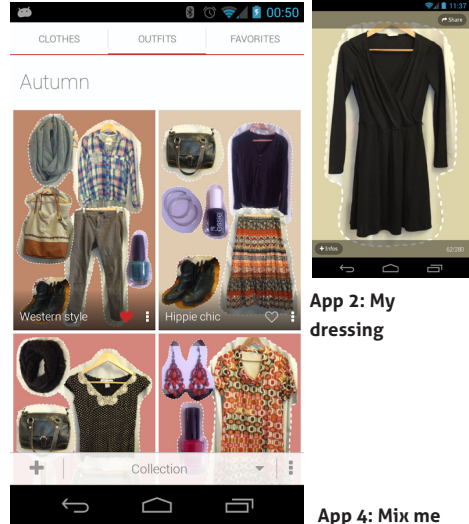 00:50
CLOTHES
OUTFITS
FAVORITES
Autumn
Western style
Hippie chic
Collection
11:37
Share
+ Infos
62/280
App 2: My
dressing
App 4: Mix me